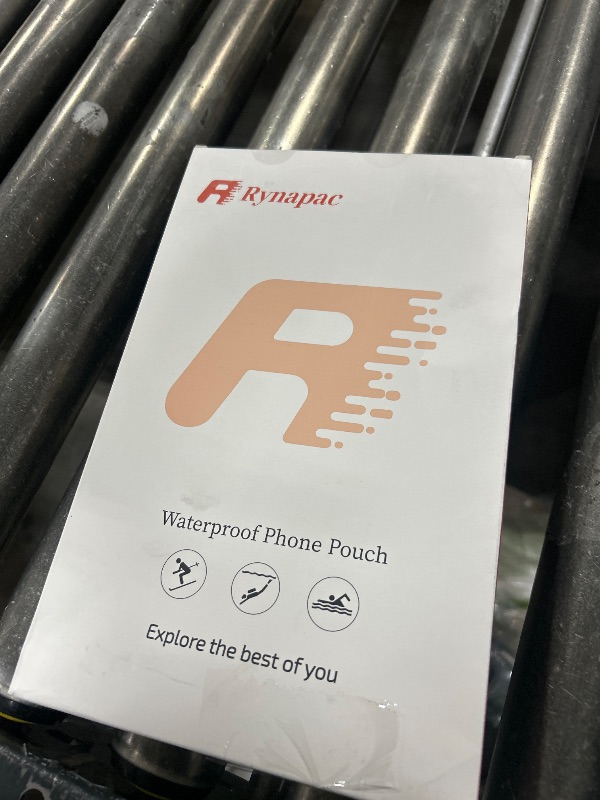 Rynapac
Waterproof Phone Pouch
Explore the best of you